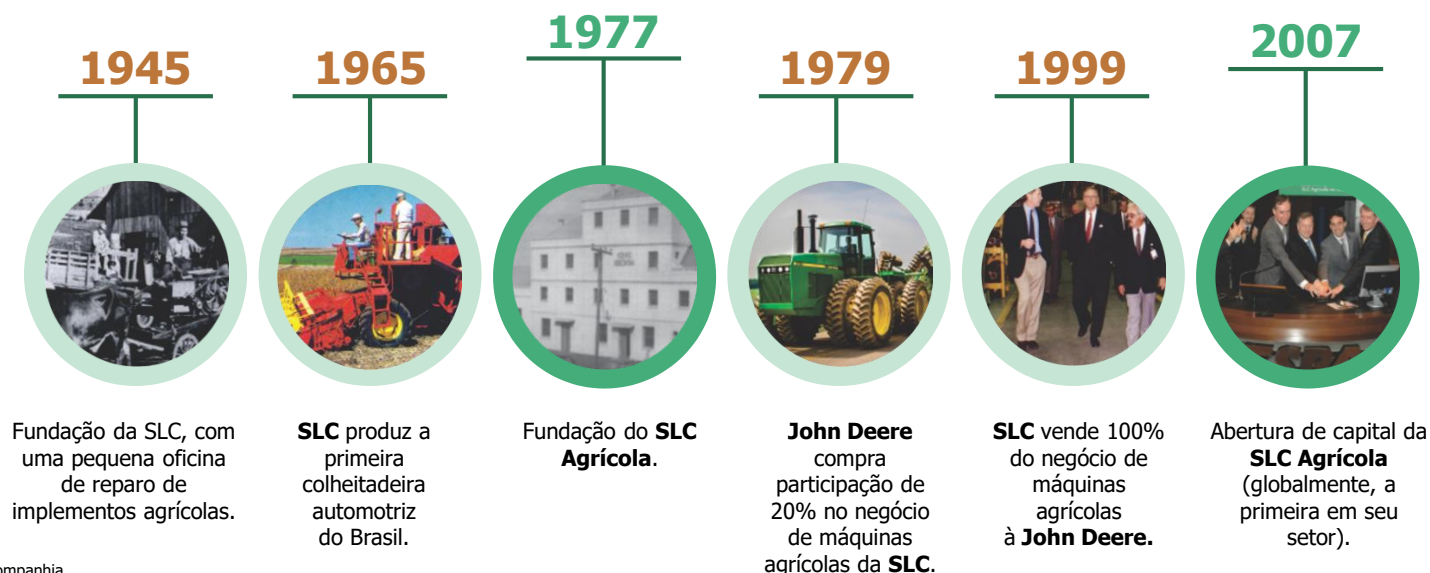 1945
Fundação da SLC, com
uma pequena oficina
de reparo de
implementos agrícolas.
1965
SLC produz a
primeira
colheitadeira
automotriz
do Brasil.
1977
Fundação do SLC
Agrícola.
1979
John Deere
compra
participação de
20% no negócio
de máquinas
agrícolas da SLC.
1999
SLC vende 100%
do negócio de
máquinas
agrícolas
à John Deere.
2007
Abertura de capital da
SLC Agrícola
(globalmente, a
primeira em seu
setor).